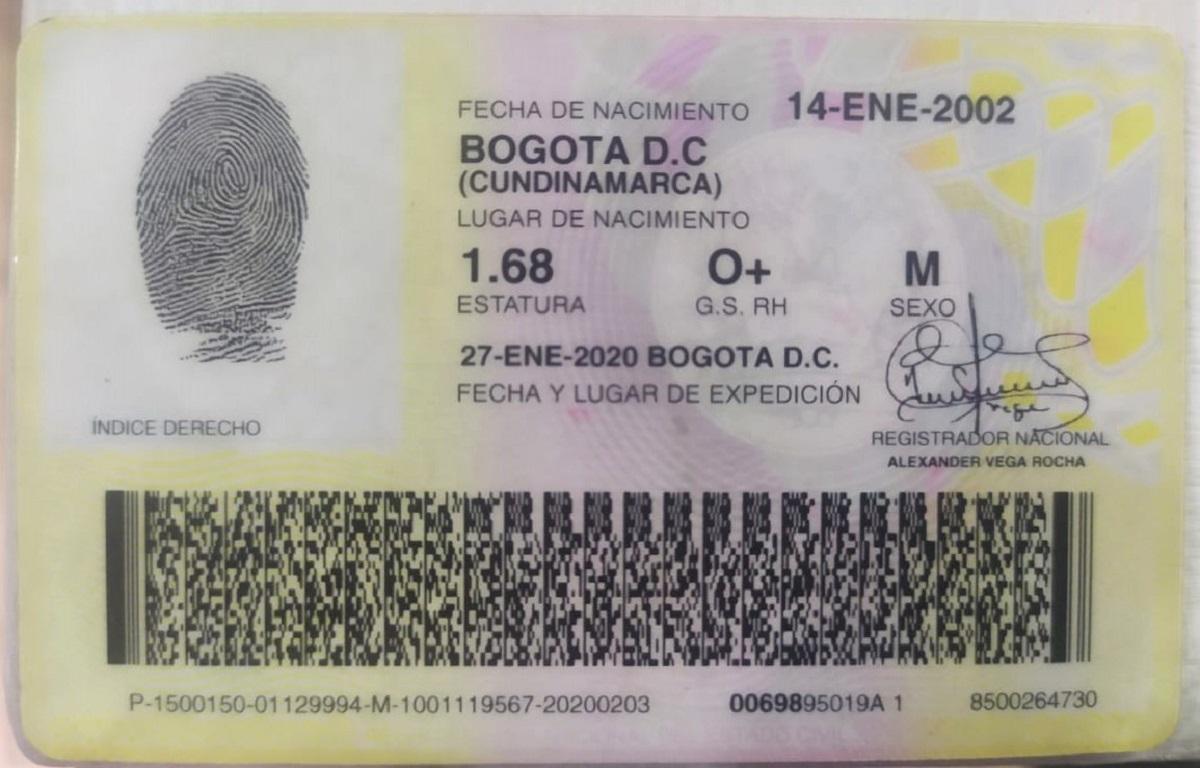 FECHA DE NACIMIENTO 14-ENE-2002
BOGOTA D.C
(CUNDINAMARCA)
LUGAR DE NACIMIENTO
1.68 O+ M
ESTATURA G.S. RH SEXO
27-ENE-2020 BOGOTA D.C.
FECHA Y LUGAR DE EXPEDICIÓN
ÍNDICE DERECHO
REGISTRADOR NACIONAL
ALEXANDER VEGA ROCHA
P-1500150-01129994-M-1001119567-20200203 0069895019A 1 8500264730